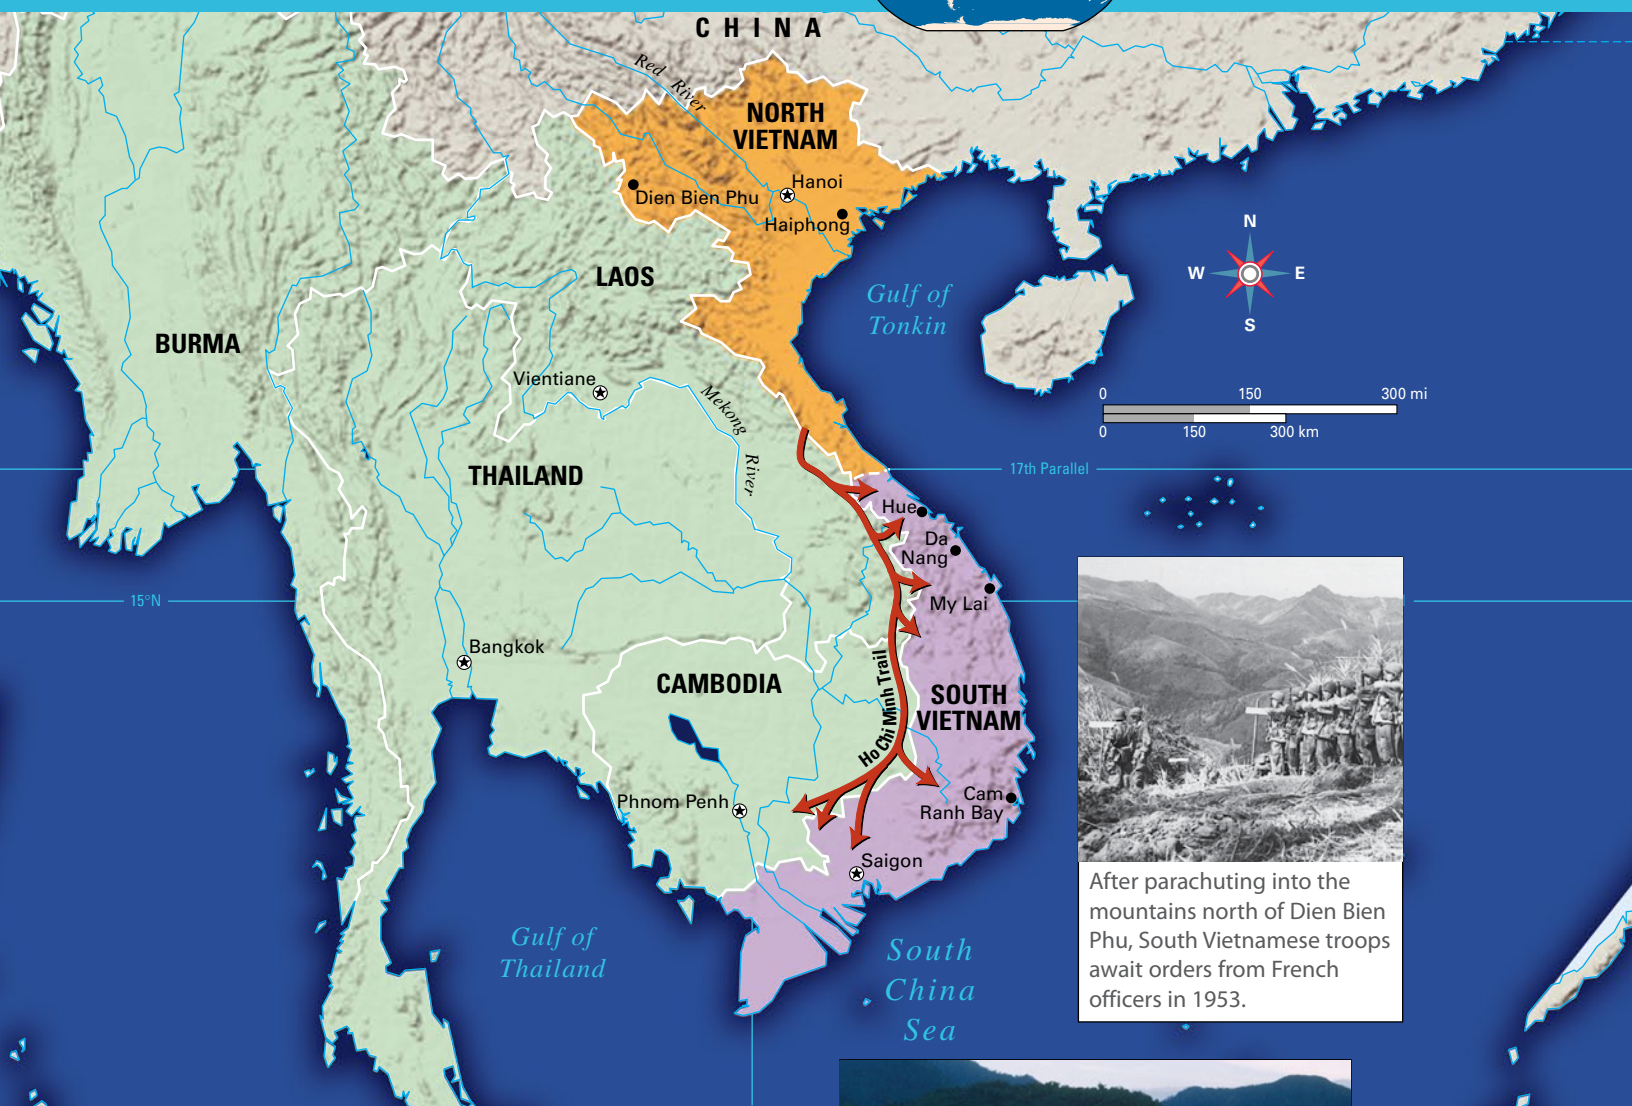 CHINA
Red River
NORTH
VIETNAM
Hanoi
Dien Bien Phu
Haiphong
LAOS
Gulf of
Tonkin
N
W E
S
BURMA
Vientiane
Mekong
River
0 150 300 mi
0 150 300 km
THAILAND
17th Parallel
Hue
Da
Nang
15°N
My Lai
Bangkok
CAMBODIA
Ho Chi Minh Trail
SOUTH
VIETNAM
Phnom Penh
Cam
Ranh Bay
Saigon
Gulf of
Thailand
South
China
Sea
After parachuting into the
mountains north of Dien Bien
Phu, South Vietnamese troops
await orders from French
officers in 1953.